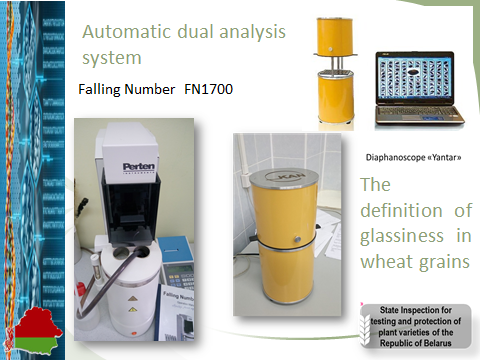 Automatic dual analysis
system
Falling Number FN1700
Perten
INSTRUMENTS
Falling Number
Diaphanoscope «Yantar»
The
definition of
glassiness in
wheat grains
State Inspection for
testing and protection of
plant varieties of the
Republic of Belarus